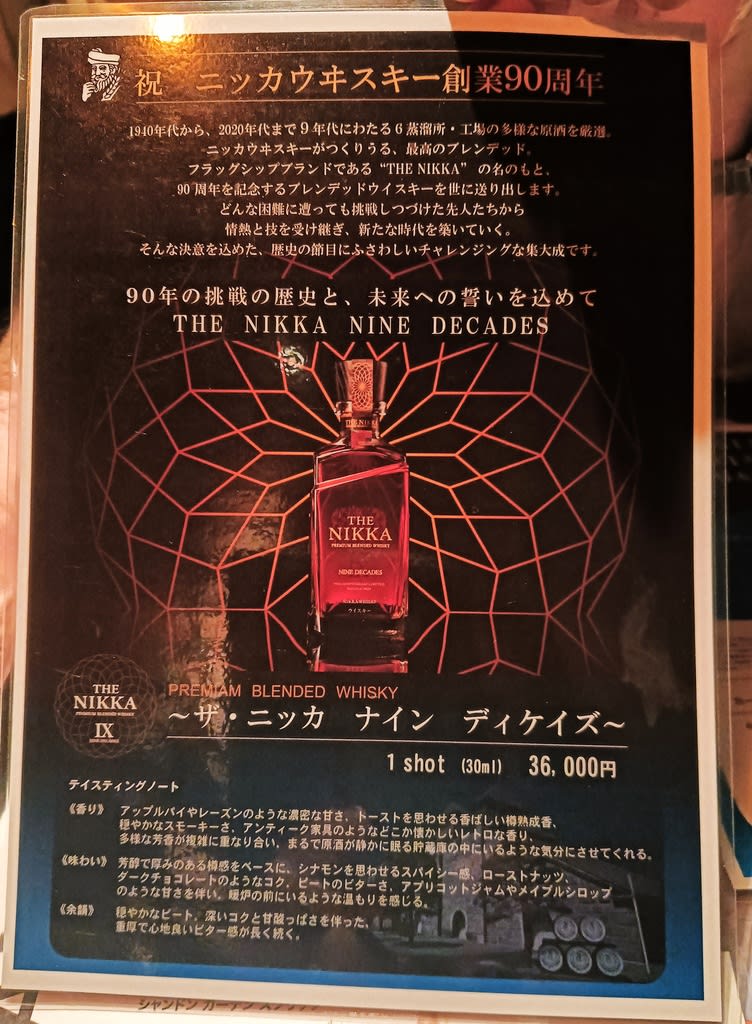 祝 ニッカウヰスキー創業90周年
1940年代から、2020年代まで9年代にわたる6蒸溜所・工場の多様な原酒を厳選。
ニッカウヰスキーがつくりうる、最高のブレンデッド。
フラッグシップブランドである“THE NIKKA” の名のもと、
90周年を記念するブレンデッドウイスキーを世に送り出します。
どんな困難に遭っても挑戦しつづけた先人たちから
情熱と技を受け継ぎ、新たな時代を築いていく。
そんな決意を込めた、歴史の節目にふさわしいチャレンジングな集大成です。
90年の挑戦の歴史と、未来への誓いを込めて
THE NIKKA NINE DECADES
THE NIKKA
THE
NIKKA
PREMIUM BLENDED WHISKY
NINE DECADES
ウイスキー
THE
NIKKA
PREMIUM BLENDED WHISKY
IX
PREMIAM BLENDED WHISKY
~ザ・ニッカ ナイン ディケイズ~
1 shot (30ml) 36,000円
テイスティングノート
《香り》 アップルパイやレーズンのような濃密な甘さ、トーストを思わせる香ばしい樽熟成香、
穏やかなスモーキーさ、アンティーク家具のようなどこか懐かしいレトロな香り、
多様な芳香が複雑に重なり合い、まるで原酒が静かに眠る貯蔵庫の中にいるような気分にさせてくれる。
《味わい》 芳醇で厚みのある樽感をベースに、シナモンを思わせるスパイシー感、ローストナッツ、
ダークチョコレートのようなコク、ピートのビターさ、アプリコットジャムやメイプルシロップ
のような甘さを伴い、暖炉の前にいるような温もりを感じる。
《余韻》 穏やかなピート、深いコクと甘酸っぱさを伴った、
重厚で心地良いビター感が長く続く。